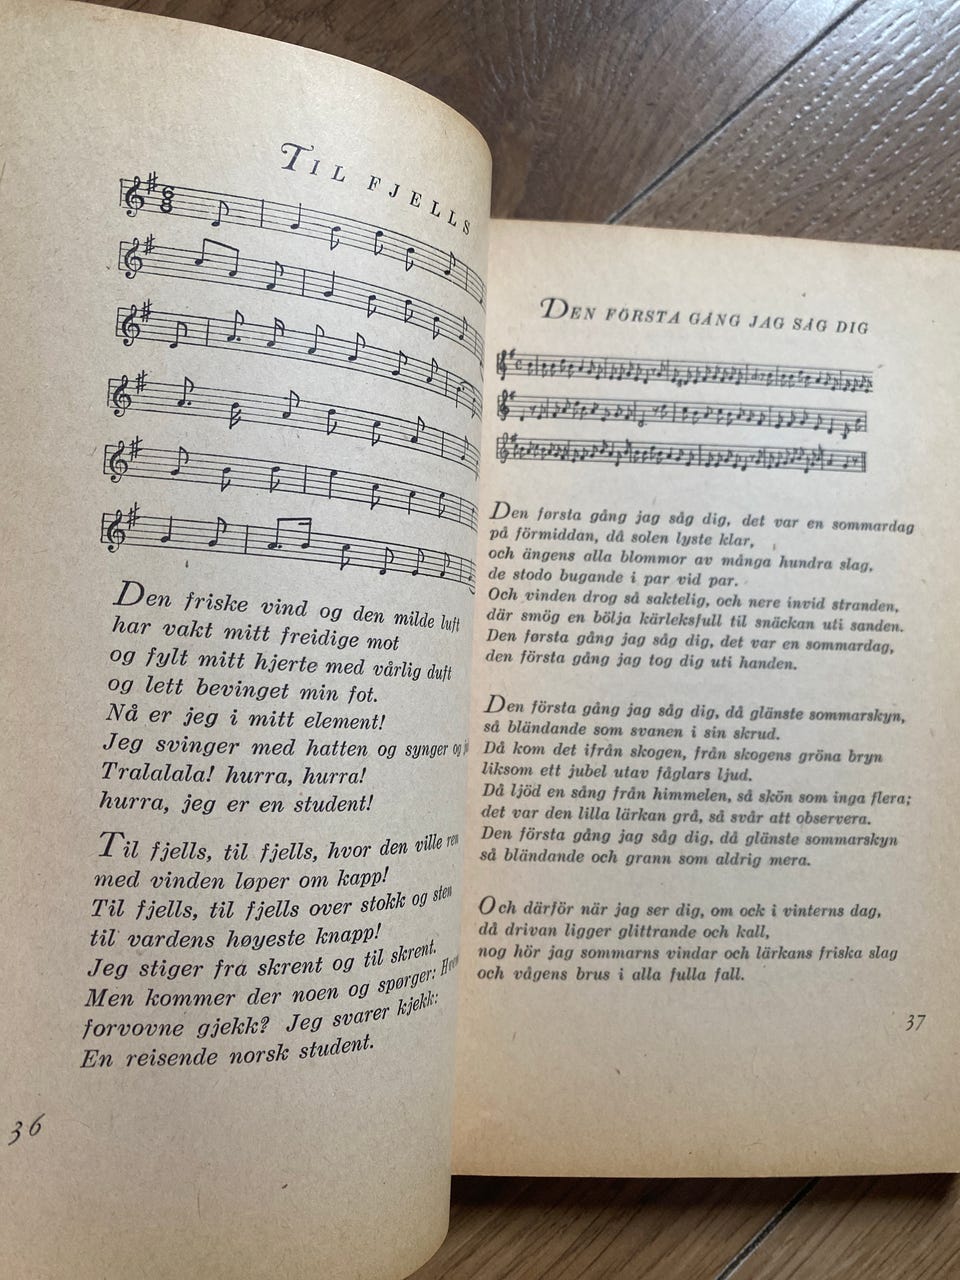 TIL FJELLS
Den friske vind og den milde luft
har vakt mitt freidige mot
og fylt mitt hjerte med vårlig duft
og lett bevinget min fot.
Nå er jeg i mitt element!
Jeg svinger med hatten og synger og
Tralalala! hurra, hurra!
hurra, jeg er en student!
Til fjells, til fjells, hvor den ville
med vinden løper om kapp!
Til fjells, til fjells over stokk og sten
til vardens høyeste knapp!
Jeg stiger fra skrent og til skrent.
Men kommer der noen og spørger:
forvovne gjekk? Jeg svarer kjekk:
En reisende norsk student.
36
DEN FÖRSTA GÅNG JAG SÅG DIG
Den første gång jag såg dig, det var en sommardag
på förmiddan, då solen lyste klar,
och ängens alla blommor av många hundra slag,
de stodo bugande i par vid par.
Och vinden drog så saktelig, och nere invid stranden,
där smög en bölja kärleksfull til snäckan uti sanden.
Den første gång jag såg dig, det var en sommardag,
den första gång jag tog dig uti handen.
Den första gång jag såg dig, då glänste sommarskyn,
så bländande som svanen i sin skrud.
Då kom det ifrån skogen, från skogens gröna bryn
liksom ett jubel utav fåglars ljud.
Då ljöd en sång från himmelen, så skön som inga flera;
det var den lilla lärkan grå, så svår att observera.
Den första gång jag såg dig, då glänste sommarskyn
så bländande och grann som aldrig mera.
Och därför när jag ser dig, om ock i vinterns dag,
då drivan ligger glittrande och kall,
nog hör jag sommarns vindar och lärkans friska slag
och vågens brus i alla fulla fall.
37